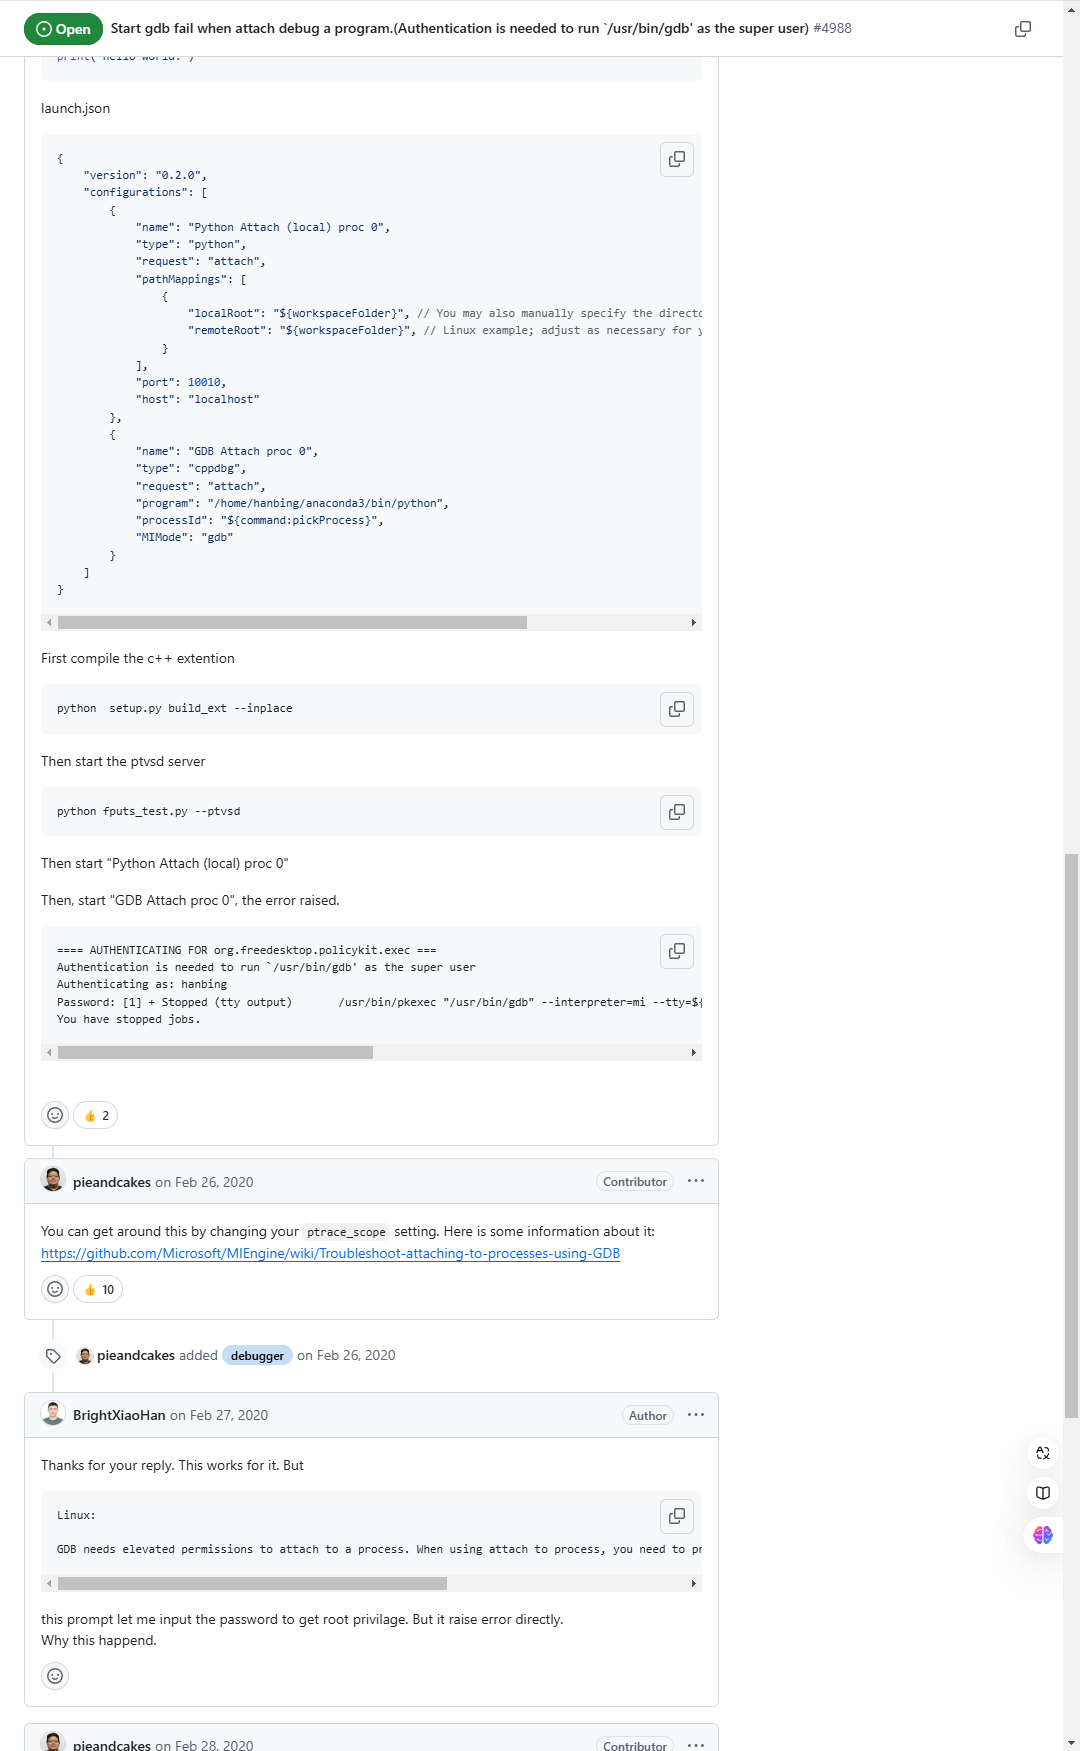 Open Start gdb fail when attach debug a program.(Authentication is needed to run `/usr/bin/gdb' as the super user) #4988
launch.json
{
    "version": "0.2.0",
    "configurations": [
        {
            "name": "Python Attach (local) proc 0",
            "type": "python",
            "request": "attach",
            "pathMappings": [
                {
                    "localRoot": "${workspaceFolder}", // You may also manually specify the directo
                    "remoteRoot": "${workspaceFolder}", // Linux example; adjust as necessary for y
                }
            ],
            "port": 10010,
            "host": "localhost"
        },
        {
            "name": "GDB Attach proc 0",
            "type": "cppdbg",
            "request": "attach",
            "program": "/home/hanbing/anaconda3/bin/python",
            "processId": "${command:pickProcess}",
            "MIMode": "gdb"
        }
    ]
}
First compile the c++ extention
python  setup.py build_ext --inplace
Then start the ptvsd server
python fputs_test.py --ptvsd
Then start "Python Attach (local) proc 0"
Then, start "GDB Attach proc 0", the error raised.
==== AUTHENTICATING FOR org.freedesktop.policykit.exec ===
Authentication is needed to run `/usr/bin/gdb' as the super user
Authenticating as: hanbing
Password: [1] + Stopped (tty output)       /usr/bin/pkexec "/usr/bin/gdb" --interpreter=mi --tty=${
You have stopped jobs.
👍 2
pieandcakes on Feb 26, 2020 Contributor ···
You can get around this by changing your ptrace_scope setting. Here is some information about it:
https://github.com/Microsoft/MIEngine/wiki/Troubleshoot-attaching-to-processes-using-GDB
👍 10
pieandcakes added debugger on Feb 26, 2020
BrightXiaoHan on Feb 27, 2020 Author ···
Thanks for your reply. This works for it. But
Linux:
GDB needs elevated permissions to attach to a process. When using attach to process, you need to pr
this prompt let me input the password to get root privilage. But it raise error directly.
Why this happend.
pieandcakes on Feb 28, 2020 Contributor ···